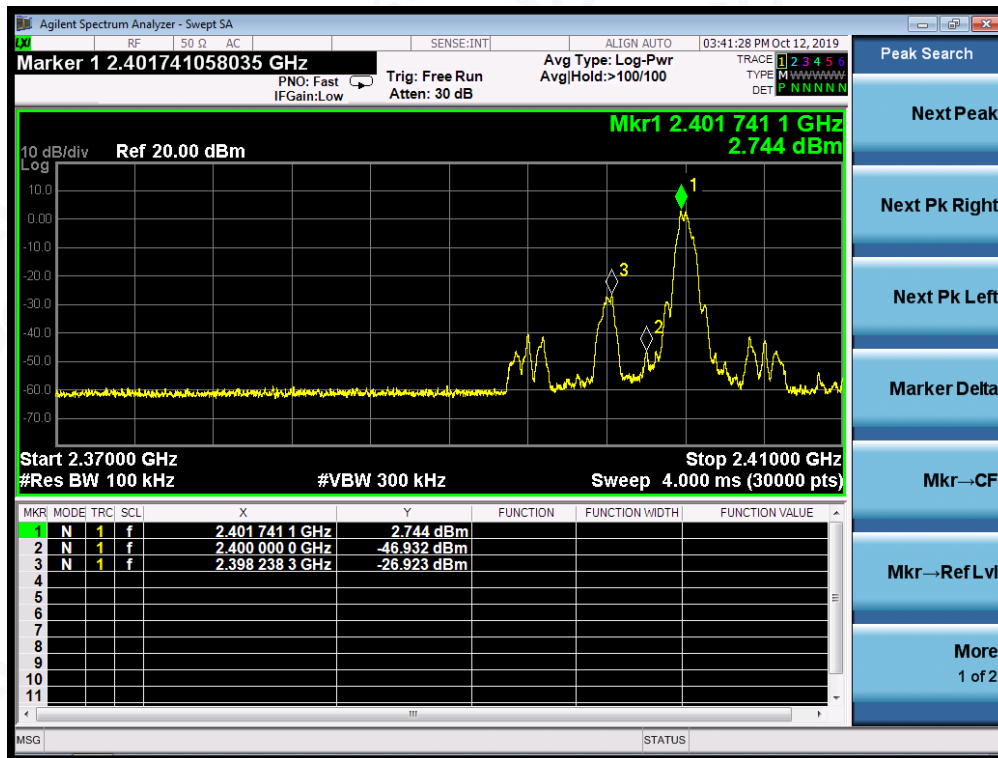 Agilent Spectrum Analyzer - Swept SA
LXI RF 50 Ω AC SENSE:INT ALIGN AUTO 03:41:28 PM Oct 12, 2019
Marker 1 2.401741058035 GHz
PNO: Fast
IFGain:Low
Trig: Free Run
Atten: 30 dB
Avg Type: Log-Pwr
Avg|Hold:>100/100
TRACE 1 2 3 4 5 6
TYPE M WWWWW
DET P N N N N N
Mkr1 2.401 741 1 GHz
2.744 dBm
10 dB/div Ref 20.00 dBm
Log
10.0
0.00
-10.0
-20.0
-30.0
-40.0
-50.0
-60.0
-70.0
1
3
2
Start 2.37000 GHz Stop 2.41000 GHz
#Res BW 100 kHz #VBW 300 kHz Sweep 4.000 ms (30000 pts)
MKR MODE TRC SCL X Y FUNCTION FUNCTION WIDTH FUNCTION VALUE
1 N 1 f 2.401 741 1 GHz 2.744 dBm
2 N 1 f 2.400 000 0 GHz -46.932 dBm
3 N 1 f 2.398 238 3 GHz -26.923 dBm
4
5
6
7
8
9
10
11
MSG STATUS
Peak Search
Next Peak
Next Pk Right
Next Pk Left
Marker Delta
Mkr→CF
Mkr→Ref Lvl
More
1 of 2